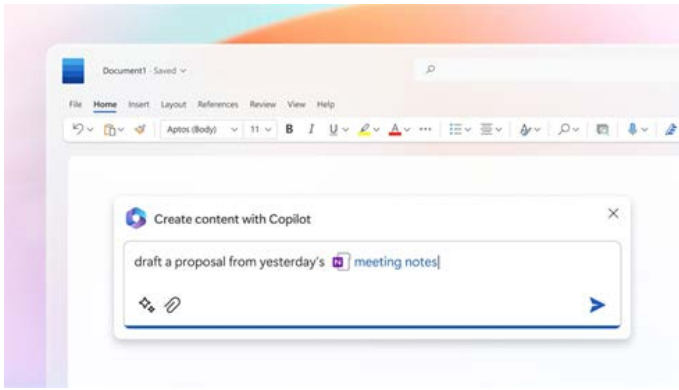 Document1 · Saved
File Home Insert Layout References Review View Help
Aptos (Body) 11 B I U A
Create content with Copilot
draft a proposal from yesterday's N meeting notes